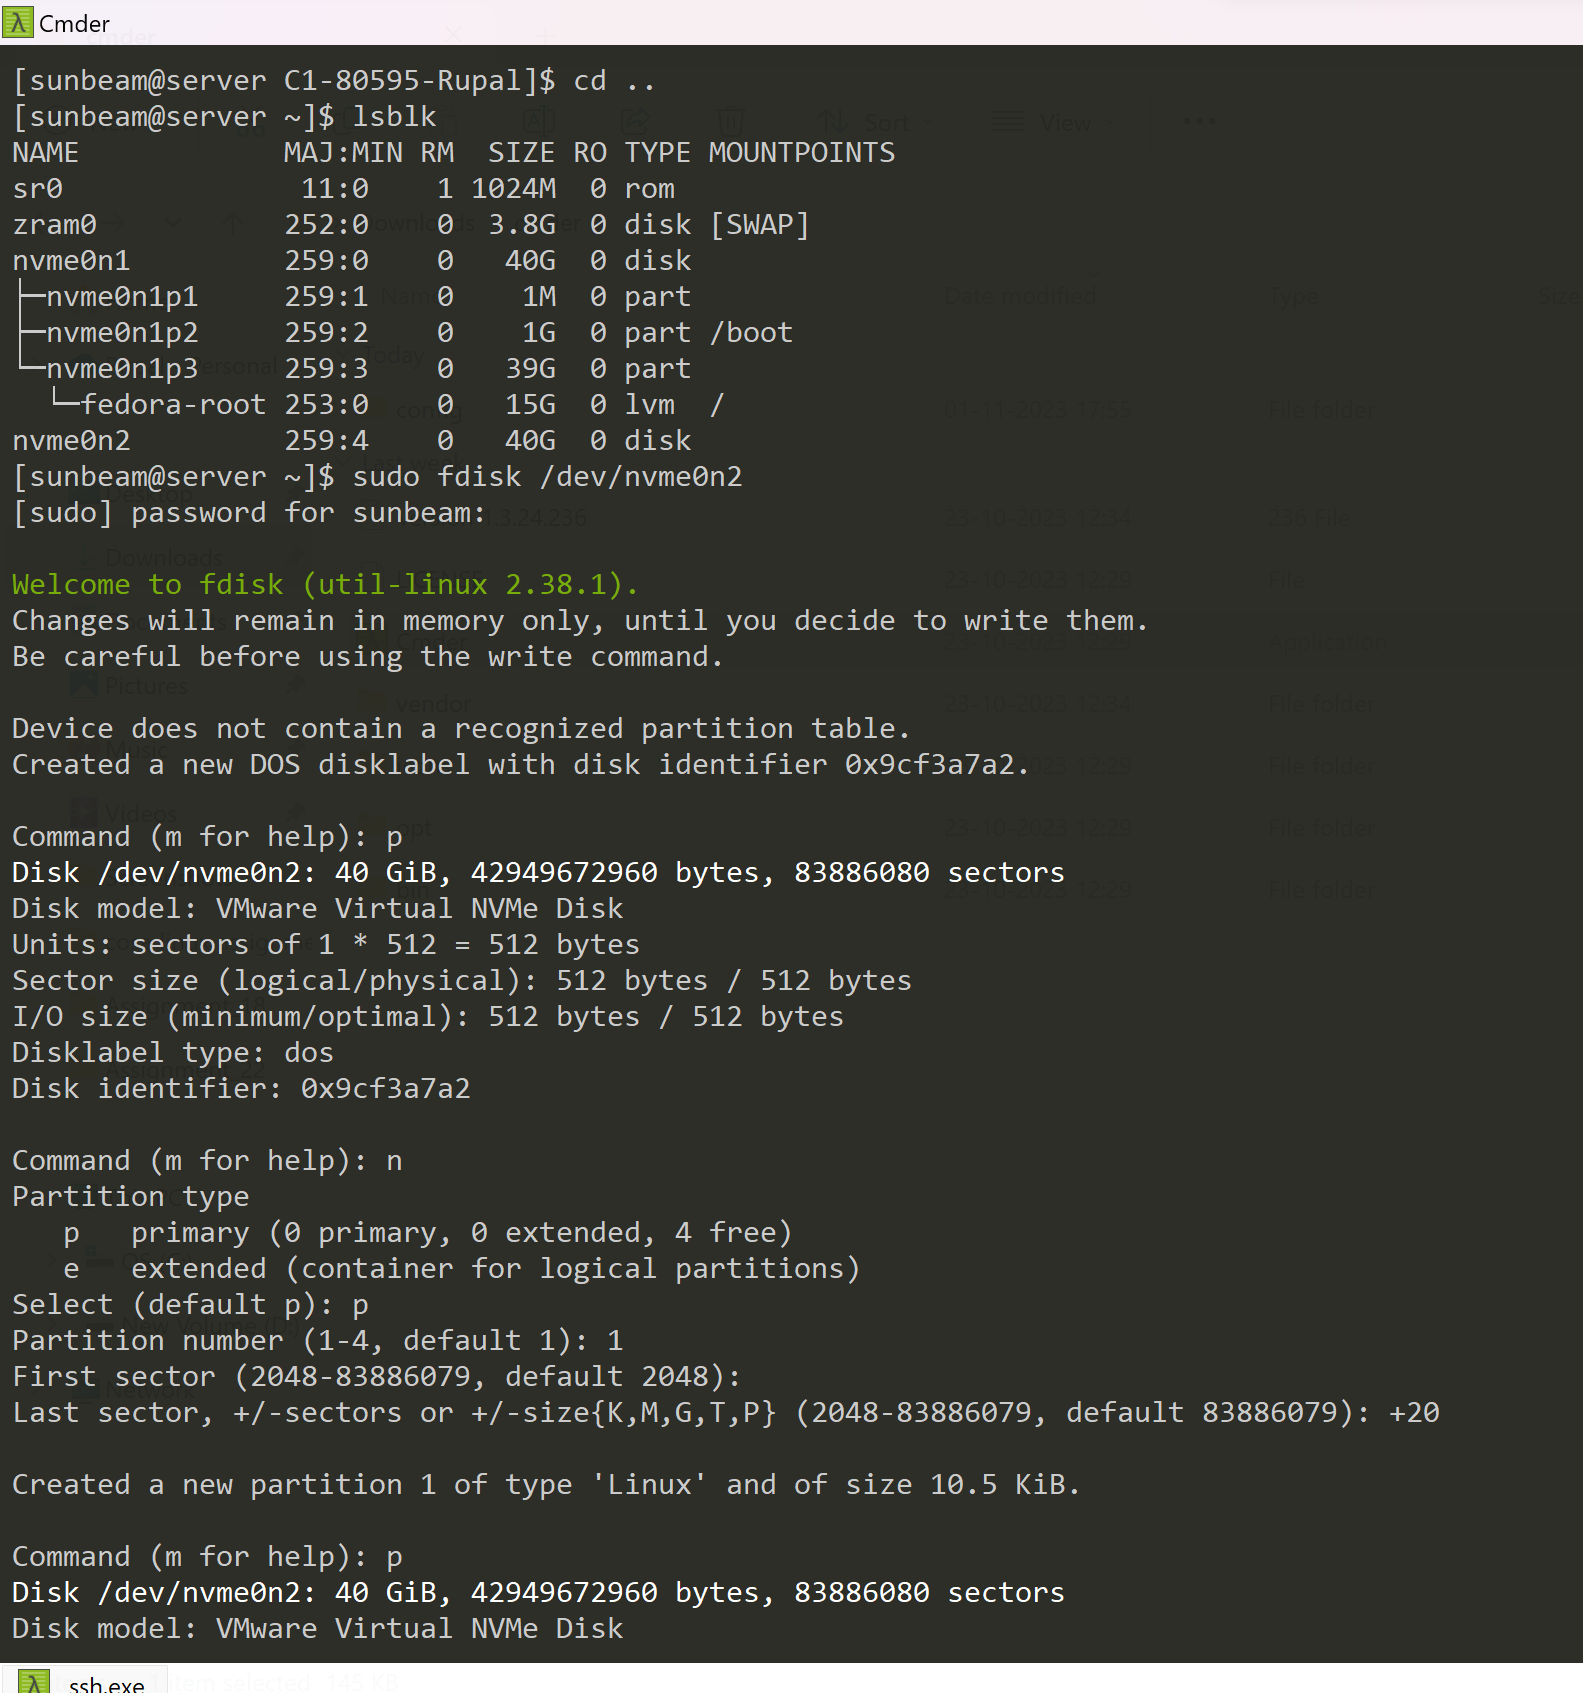 Cmder
[sunbeam@server C1-80595-Rupal]$ cd ..
[sunbeam@server ~]$ lsblk
NAME            MAJ:MIN RM  SIZE RO TYPE MOUNTPOINTS
sr0              11:0    1 1024M  0 rom
zram0           252:0    0  3.8G  0 disk [SWAP]
nvme0n1         259:0    0   40G  0 disk
├─nvme0n1p1     259:1    0    1M  0 part
├─nvme0n1p2     259:2    0    1G  0 part /boot
└─nvme0n1p3     259:3    0   39G  0 part
  └─fedora-root 253:0    0   15G  0 lvm  /
nvme0n2         259:4    0   40G  0 disk
[sunbeam@server ~]$ sudo fdisk /dev/nvme0n2
[sudo] password for sunbeam:
Welcome to fdisk (util-linux 2.38.1).
Changes will remain in memory only, until you decide to write them.
Be careful before using the write command.
Device does not contain a recognized partition table.
Created a new DOS disklabel with disk identifier 0x9cf3a7a2.
Command (m for help): p
Disk /dev/nvme0n2: 40 GiB, 42949672960 bytes, 83886080 sectors
Disk model: VMware Virtual NVMe Disk
Units: sectors of 1 * 512 = 512 bytes
Sector size (logical/physical): 512 bytes / 512 bytes
I/O size (minimum/optimal): 512 bytes / 512 bytes
Disklabel type: dos
Disk identifier: 0x9cf3a7a2
Command (m for help): n
Partition type
   p   primary (0 primary, 0 extended, 4 free)
   e   extended (container for logical partitions)
Select (default p): p
Partition number (1-4, default 1): 1
First sector (2048-83886079, default 2048):
Last sector, +/-sectors or +/-size{K,M,G,T,P} (2048-83886079, default 83886079): +20
Created a new partition 1 of type 'Linux' and of size 10.5 KiB.
Command (m for help): p
Disk /dev/nvme0n2: 40 GiB, 42949672960 bytes, 83886080 sectors
Disk model: VMware Virtual NVMe Disk
ssh.exe